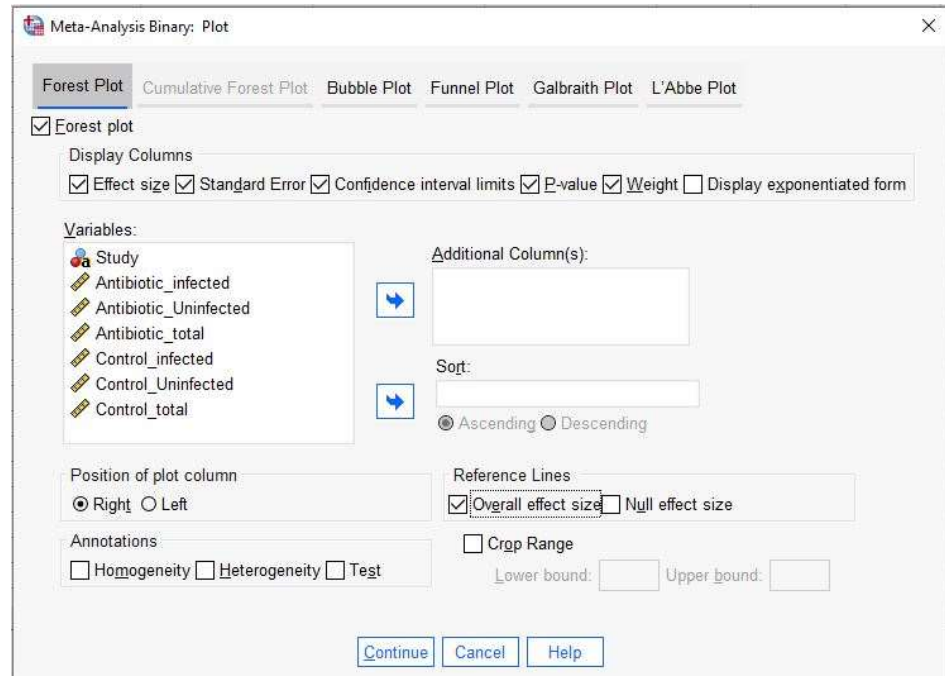 Meta-Analysis Binary: Plot
Forest Plot Cumulative Forest Plot Bubble Plot Funnel Plot Galbraith Plot L'Abbe Plot
Forest plot
Display Columns
Effect size Standard Error Confidence interval limits P-value Weight Display exponentiated form
Variables:
Study
Antibiotic_infected
Antibiotic_Uninfected
Antibiotic_total
Control_infected
Control_Uninfected
Control_total
Additional Column(s):
Sort:
Ascending Descending
Position of plot column
Right Left
Reference Lines
Overall effect size Null effect size
Annotations
Homogeneity Heterogeneity Test
Crop Range
Lower bound: Upper bound:
Continue Cancel Help